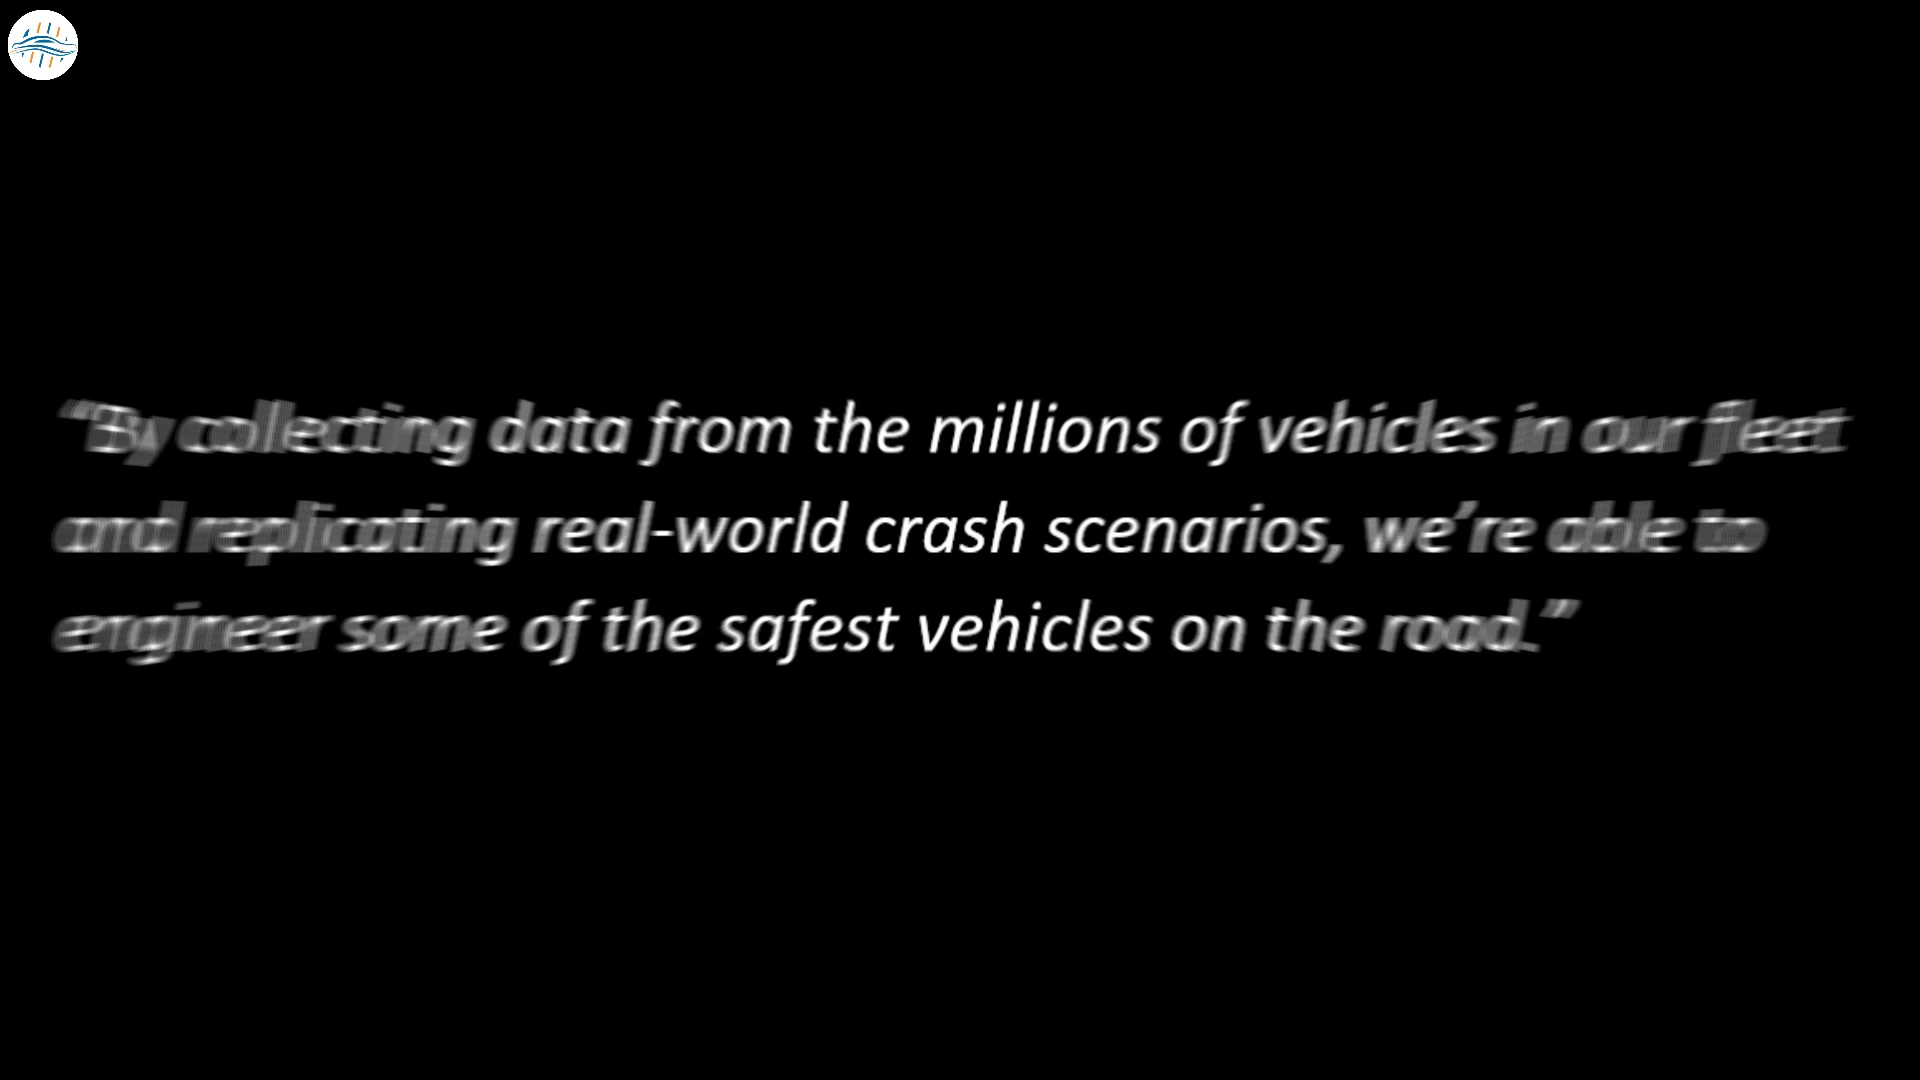 “By collecting data from the millions of vehicles in our fleet
and replicating real-world crash scenarios, we’re able to
engineer some of the safest vehicles on the road.”